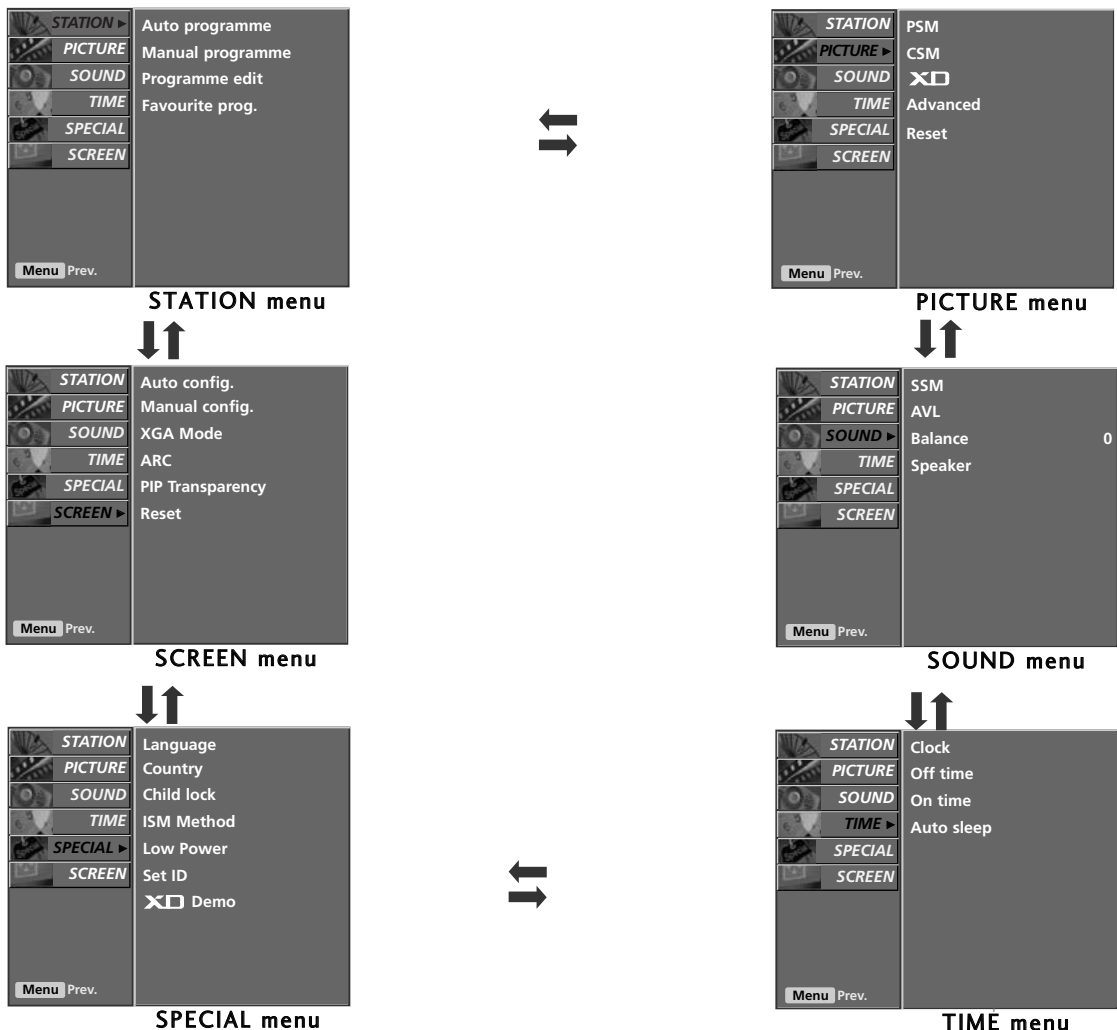 STATION ▶
PICTURE
SOUND
TIME
SPECIAL
SCREEN
Auto programme
Manual programme
Programme edit
Favourite prog.
Menu Prev.
STATION menu
STATION
PICTURE ▶
SOUND
TIME
SPECIAL
SCREEN
PSM
CSM
XD
Advanced
Reset
Menu Prev.
PICTURE menu
STATION
PICTURE
SOUND
TIME
SPECIAL
SCREEN ▶
Auto config.
Manual config.
XGA Mode
ARC
PIP Transparency
Reset
Menu Prev.
SCREEN menu
STATION
PICTURE
SOUND ▶
TIME
SPECIAL
SCREEN
SSM
AVL
Balance 0
Speaker
Menu Prev.
SOUND menu
STATION
PICTURE
SOUND
TIME
SPECIAL ▶
SCREEN
Language
Country
Child lock
ISM Method
Low Power
Set ID
XD Demo
Menu Prev.
SPECIAL menu
STATION
PICTURE
SOUND
TIME ▶
SPECIAL
SCREEN
Clock
Off time
On time
Auto sleep
Menu Prev.
TIME menu